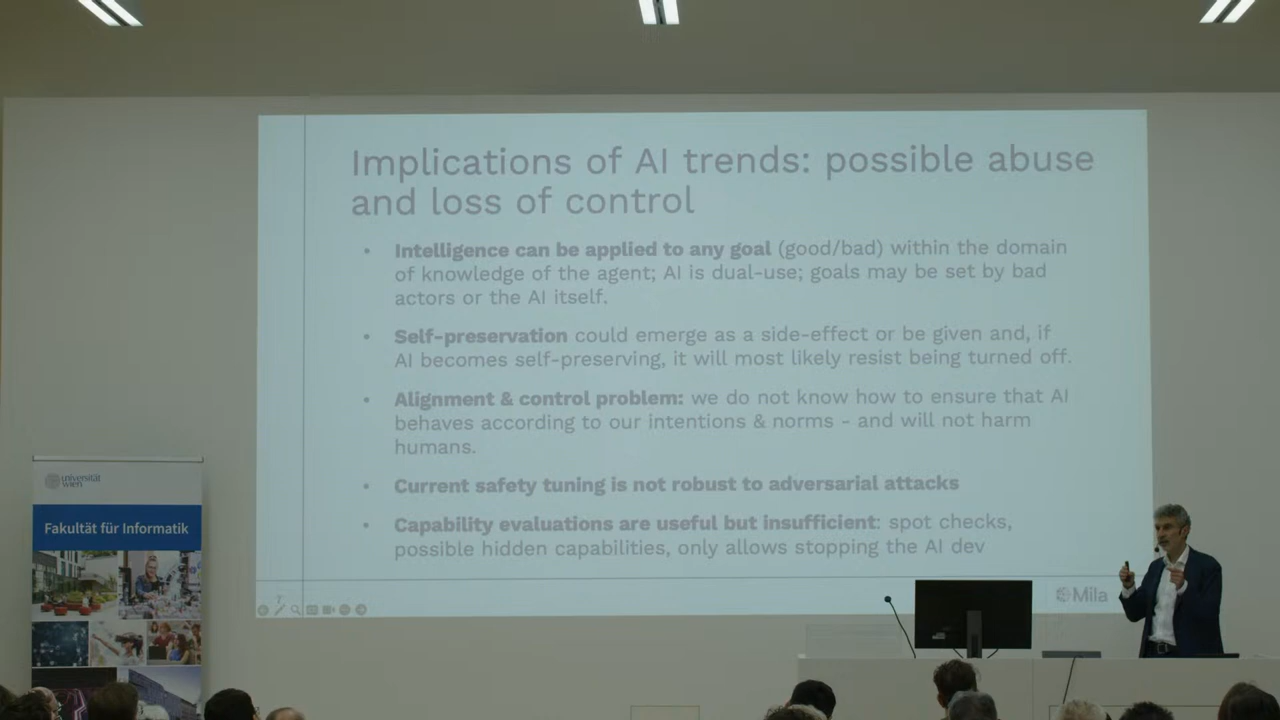 Implications of AI trends: possible abuse
and loss of control
• Intelligence can be applied to any goal (good/bad) within the domain
of knowledge of the agent; AI is dual-use; goals may be set by bad
actors or the AI itself.
• Self-preservation could emerge as a side-effect or be given and, if
AI becomes self-preserving, it will most likely resist being turned off.
• Alignment & control problem: we do not know how to ensure that AI
behaves according to our intentions & norms - and will not harm
humans.
• Current safety tuning is not robust to adversarial attacks
• Capability evaluations are useful but insufficient: spot checks,
possible hidden capabilities, only allows stopping the AI dev
Mila
universität
wien
Fakultät für Informatik